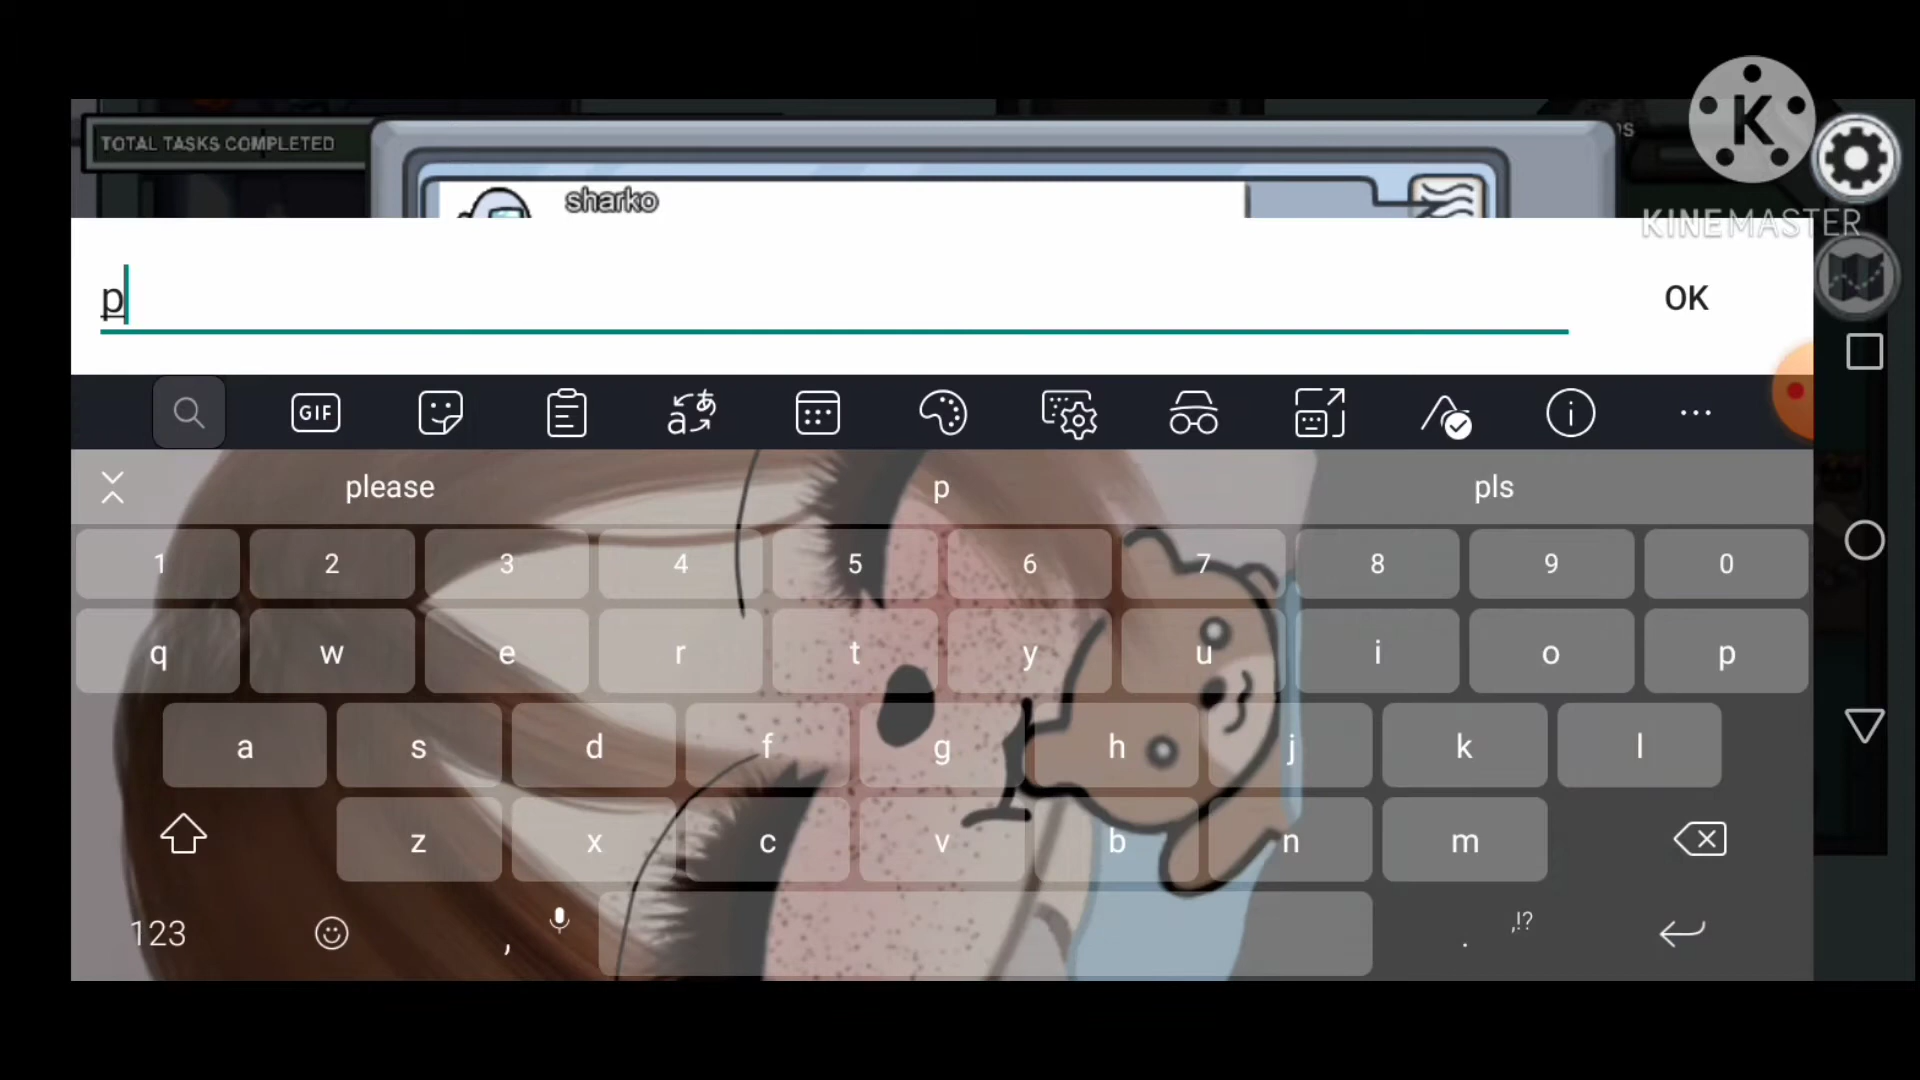 TOTAL TASKS COMPLETED
sharko
K
KINEMASTER
p
OK
GIF
a あ
please p pls
1 2 3 4 5 6 7 8 9 0
q w e r t y u i o p
a s d f g h j k l
z x c v b n m
123 , . ,!?